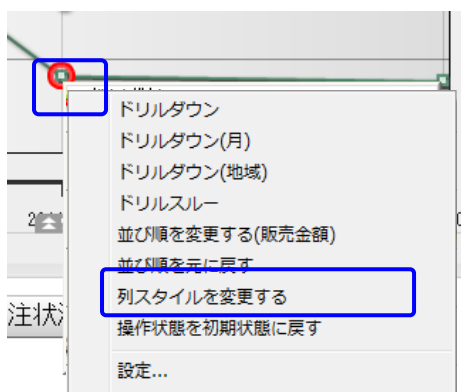 ドリルダウン
ドリルダウン(月)
ドリルダウン(地域)
ドリルスルー
並び順を変更する(販売金額)
並び順を元に戻す
列スタイルを変更する
注状
操作状態を初期状態に戻す
設定...